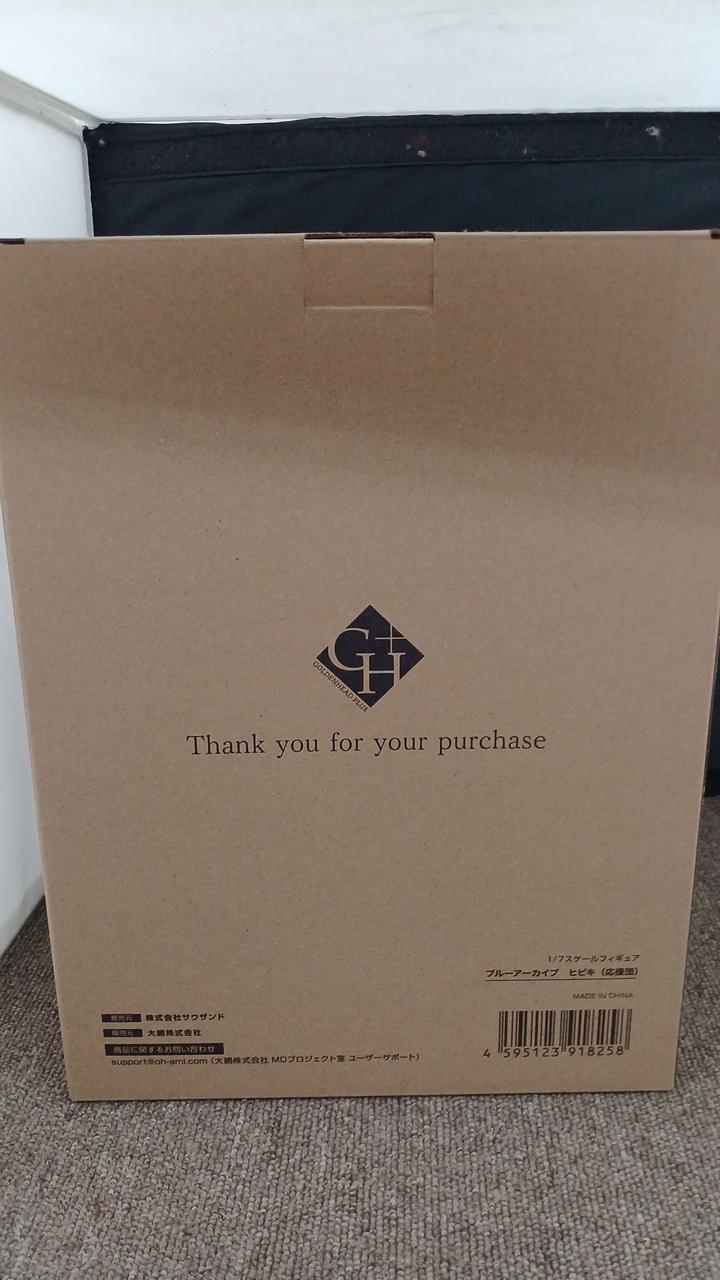 GH+
GOLDENHEAD PLUS
Thank you for your purchase
1/7スケールフィギュア
ブルーアーカイブ ヒビキ（応援団）
MADE IN CHINA
発売元 株式会社サウザンド
販売元 大網株式会社
商品に関するお問い合わせ
support@oh-ami.com（大網株式会社 MDプロジェクト室 ユーザーサポート）
4 595123 918258